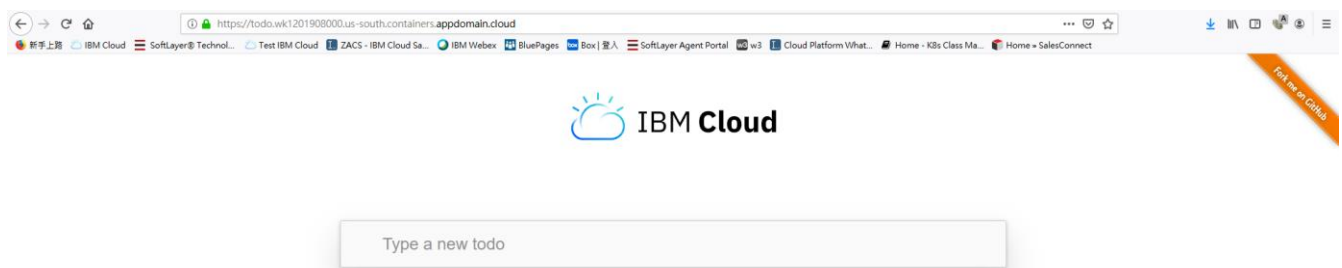 https://todo.wk1201908000.us-south.containers.appdomain.cloud
新手上路 IBM Cloud SoftLayer® Technol... Test IBM Cloud ZACS - IBM Cloud Sa... IBM Webex BluePages Box | 登入 SoftLayer Agent Portal w3 Cloud Platform What... Home - K8s Class Ma... Home » SalesConnect
Fork me on GitHub
IBM Cloud
Type a new todo